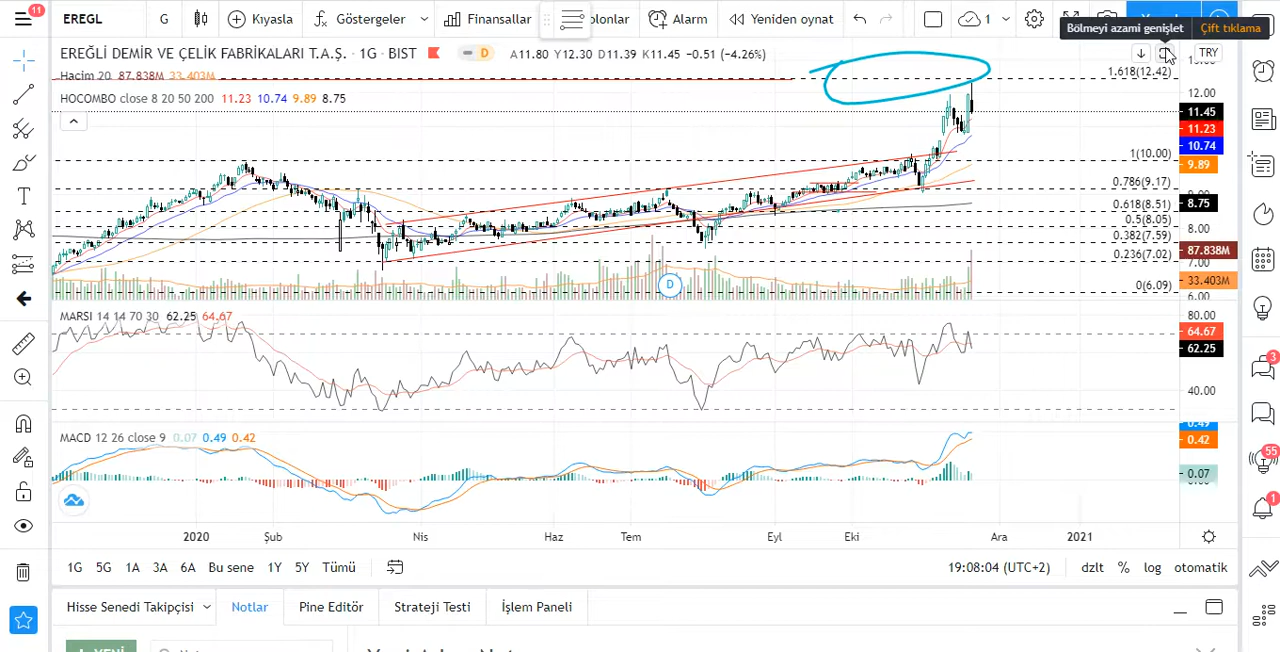 11
EREGL
G
Kıyasla
Göstergeler
Finansallar
olonlar
Alarm
Yeniden oynat
1
Bölmeyi azami genişlet
Çift tıklama
EREĞLİ DEMİR VE ÇELİK FABRİKALARI T.A.Ş. · 1G · BIST
D
A11.80 Y12.30 D11.39 K11.45 −0.51 (−4.26%)
TRY
Hacim 20 87.838M 33.403M
HOCOMBO close 8 20 50 200 11.23 10.74 9.89 8.75
1.618(12.42)
1(10.00)
0.786(9.17)
0.618(8.51)
0.5(8.05)
0.382(7.59)
0.236(7.02)
0(6.09)
13.00
12.00
11.45
11.23
10.74
9.89
9.00
8.75
8.00
87.838M
7.00
33.403M
6.00
D
MARSI 14 14 70 30 62.25 64.67
80.00
64.67
62.25
40.00
MACD 12 26 close 9 0.07 0.49 0.42
0.49
0.42
0.07
0.00
2020 Şub Nis Haz Tem Eyl Eki Ara 2021
1G 5G 1A 3A 6A Bu sene 1Y 5Y Tümü
19:08:04 (UTC+2) dzlt % log otomatik
Hisse Senedi Takipçisi Notlar Pine Editör Strateji Testi İşlem Paneli
3
55
1